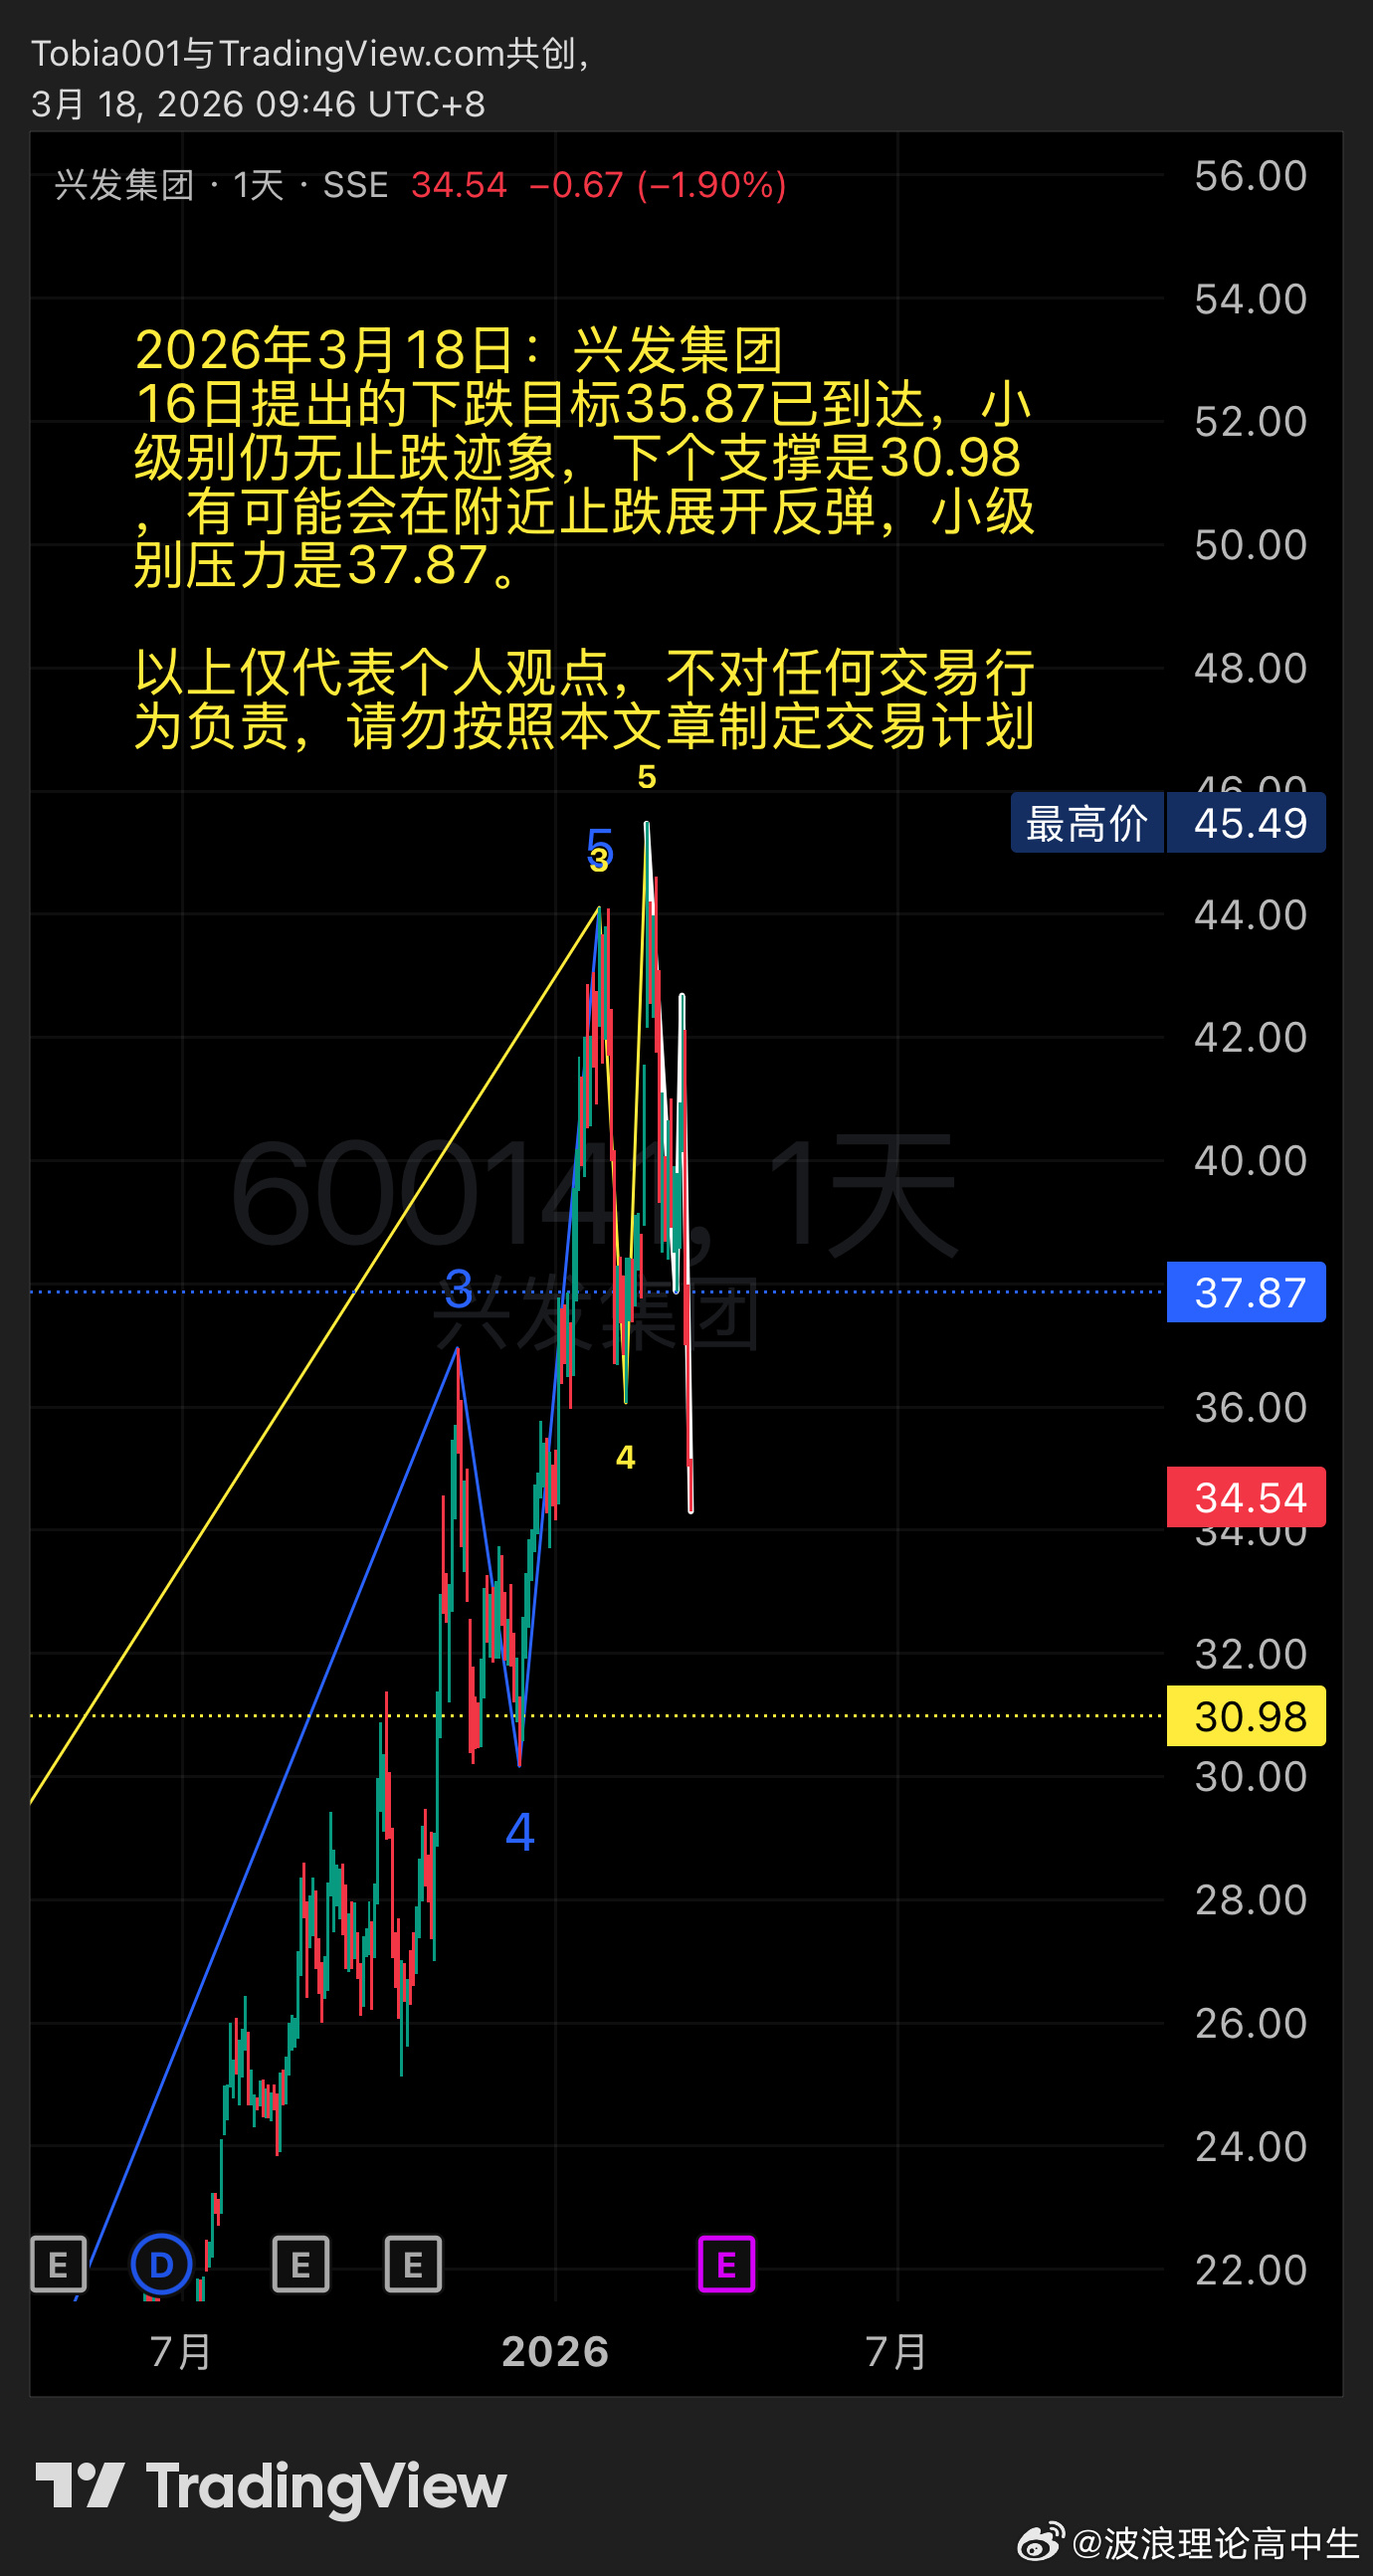 Tobia001与TradingView.com共创,
3月 18, 2026 09:46 UTC+8
兴发集团 · 1天 · SSE 34.54 −0.67 (−1.90%)
56.00
54.00
2026年3月18日：兴发集团
16日提出的下跌目标35.87已到达，小
级别仍无止跌迹象，下个支撑是30.98
，有可能会在附近止跌展开反弹，小级
别压力是37.87。
以上仅代表个人观点，不对任何交易行
为负责，请勿按照本文章制定交易计划
52.00
50.00
48.00
46.00
最高价 45.49
5
5
3
44.00
42.00
40.00
600141, 1天
兴发集团
3
37.87
36.00
4
34.54
34.00
32.00
30.98
30.00
4
28.00
26.00
24.00
22.00
E D E E E
7月 2026 7月
TradingView
@波浪理论高中生